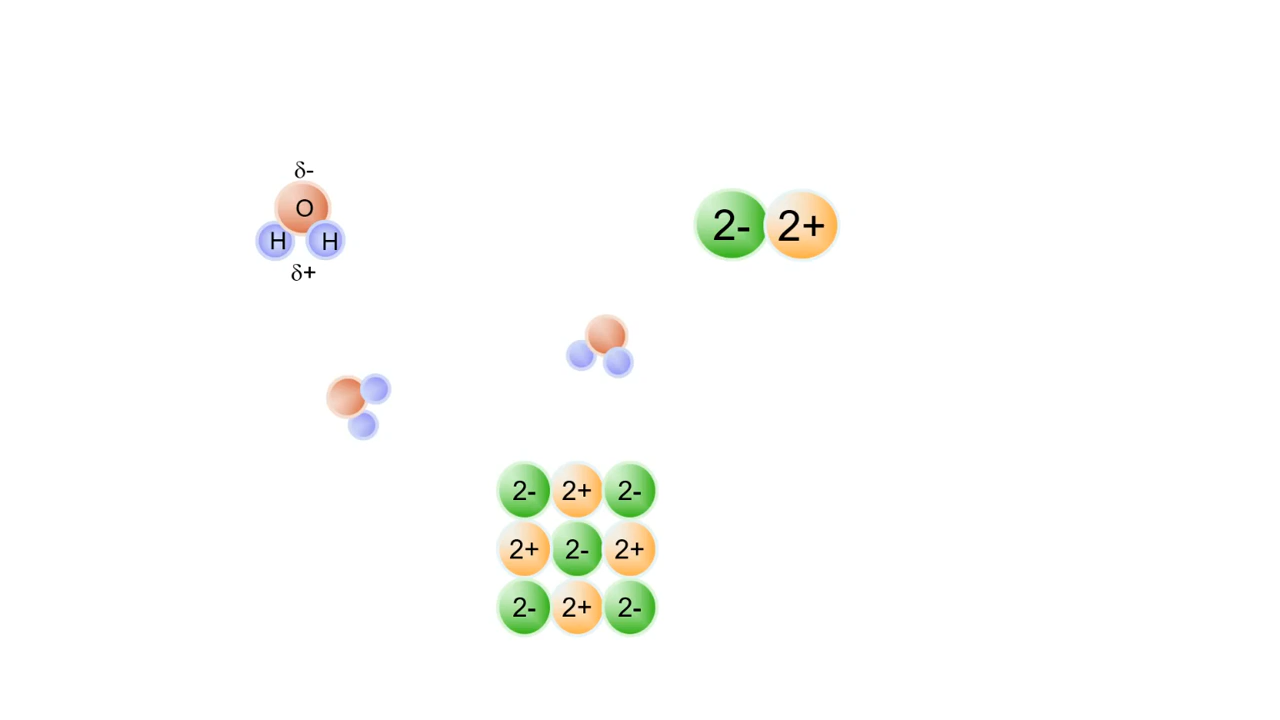 δ-
O
H H
δ+
2- 2+
2- 2+ 2-
2+ 2- 2+
2- 2+ 2-